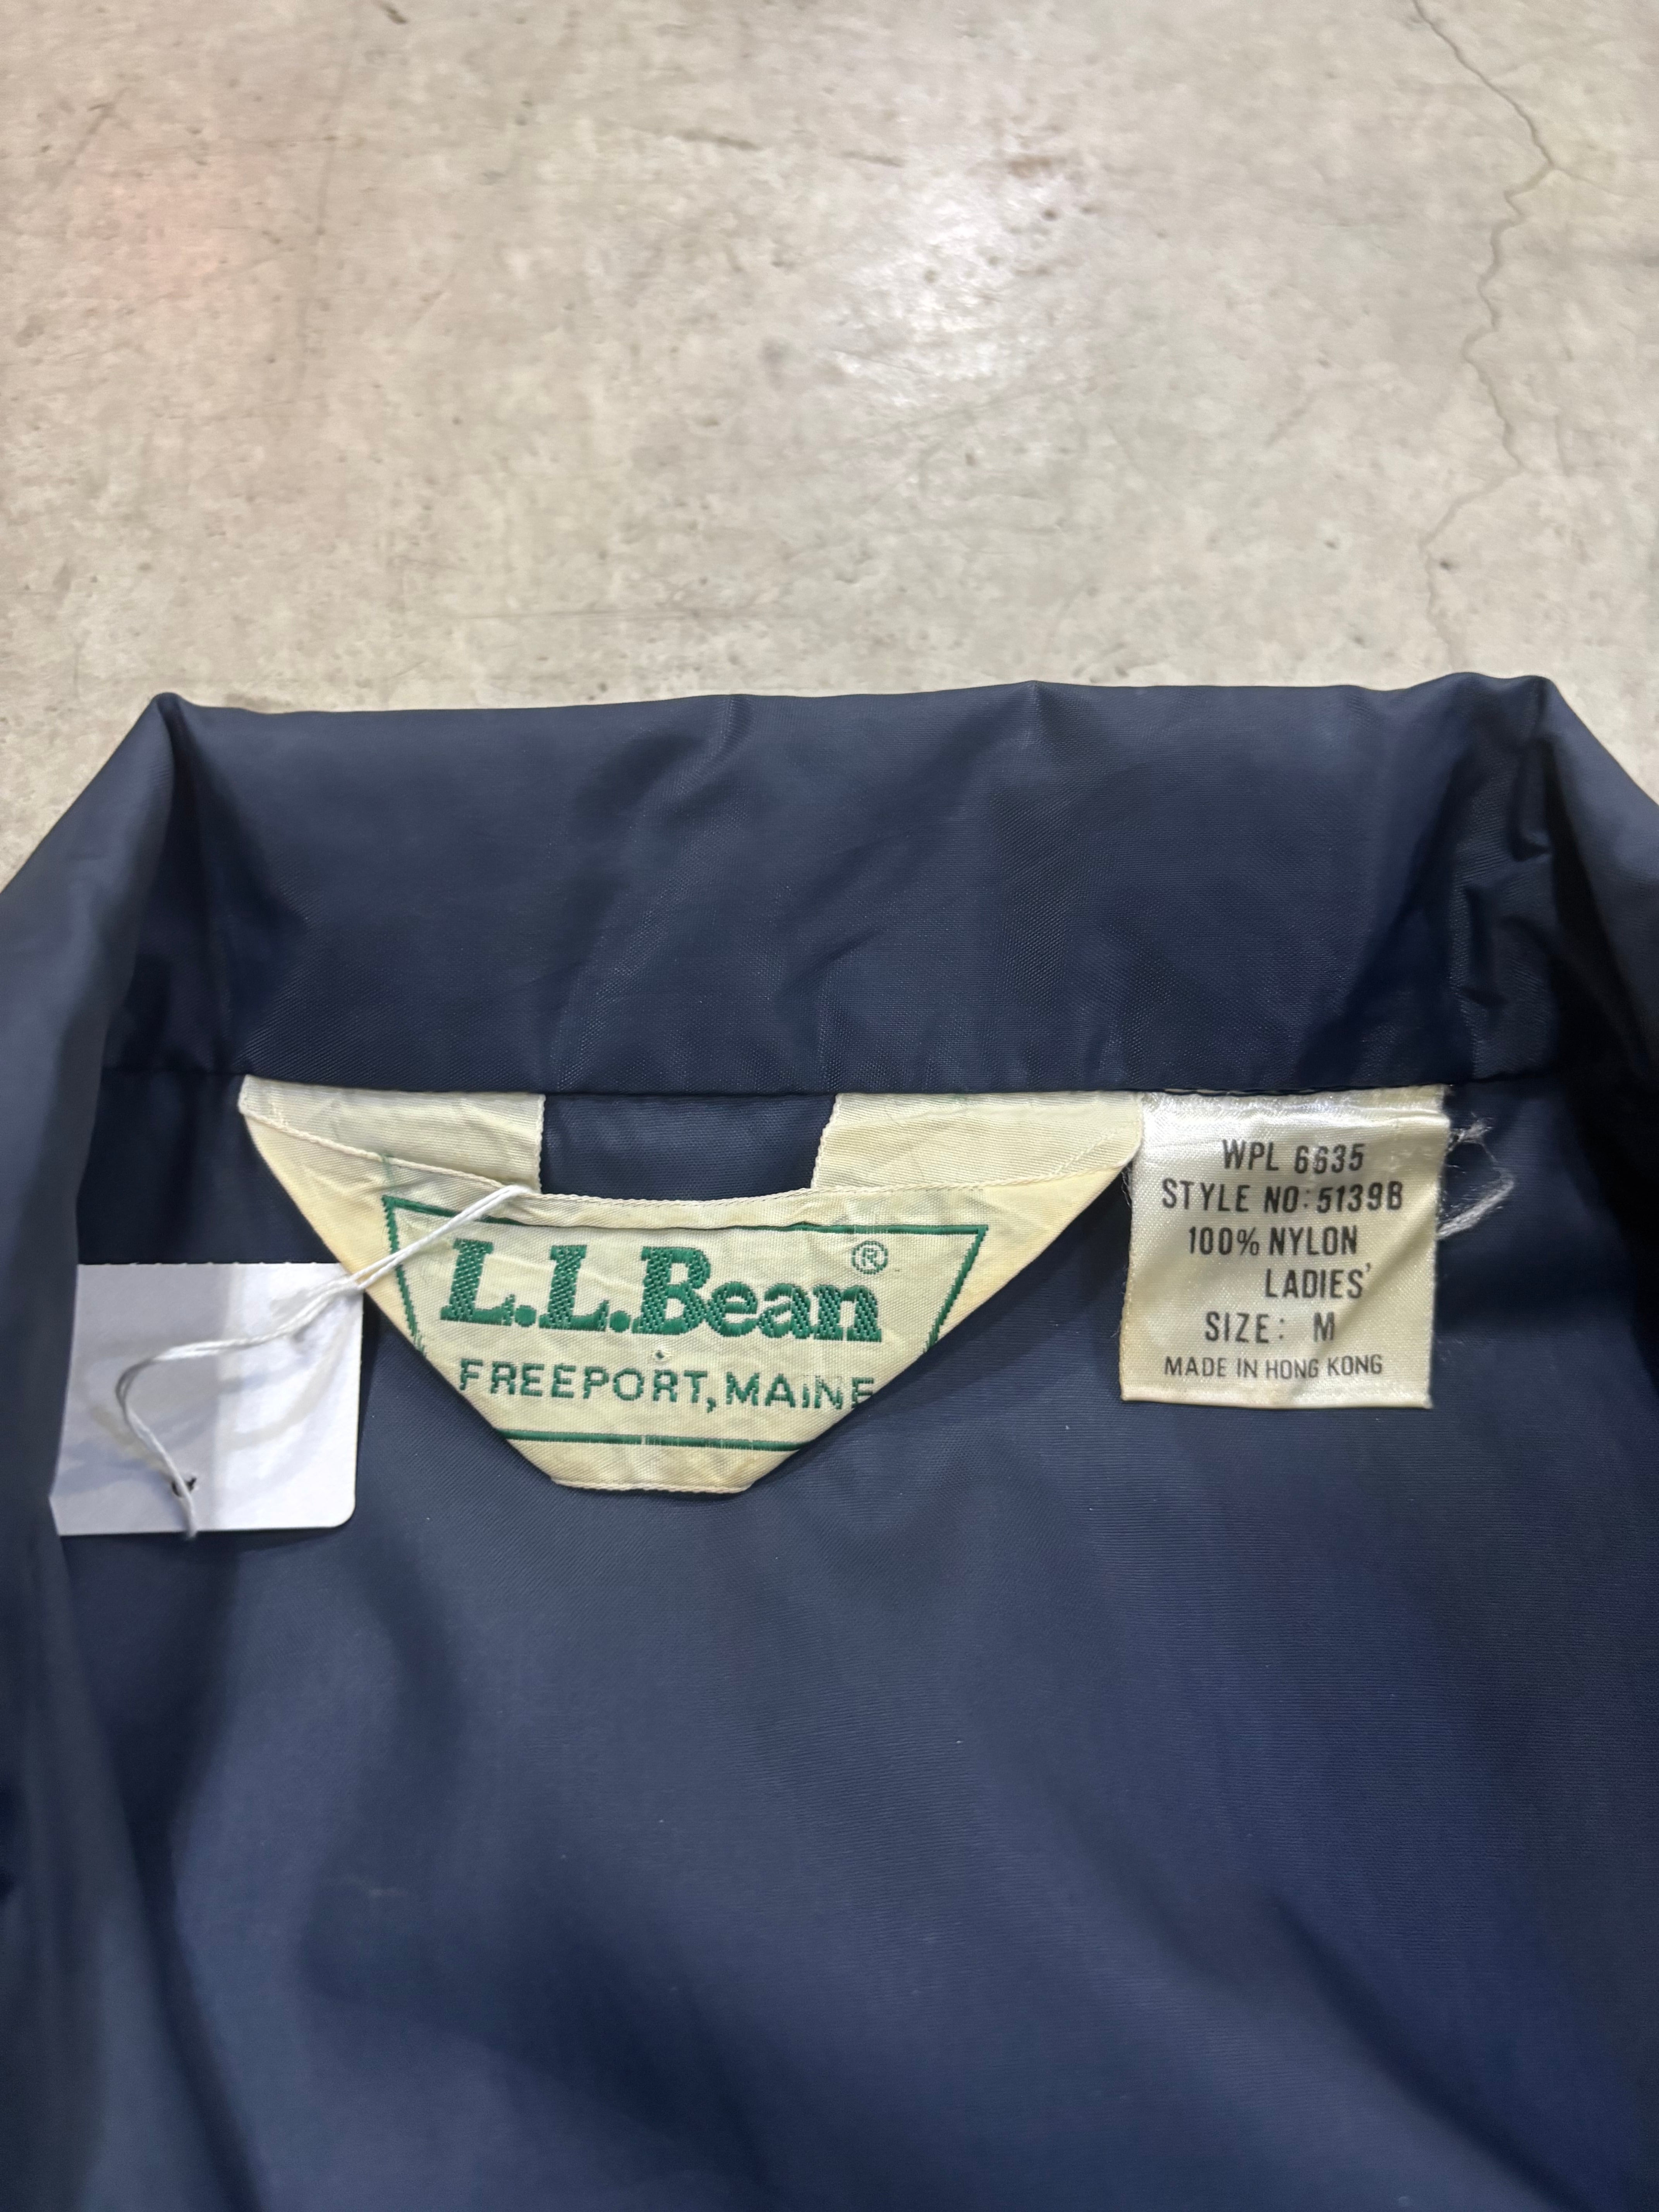 L.L.Bean®
FREEPORT, MAINE
WPL 6635
STYLE NO: 5139B
100% NYLON
LADIES'
SIZE: M
MADE IN HONG KONG